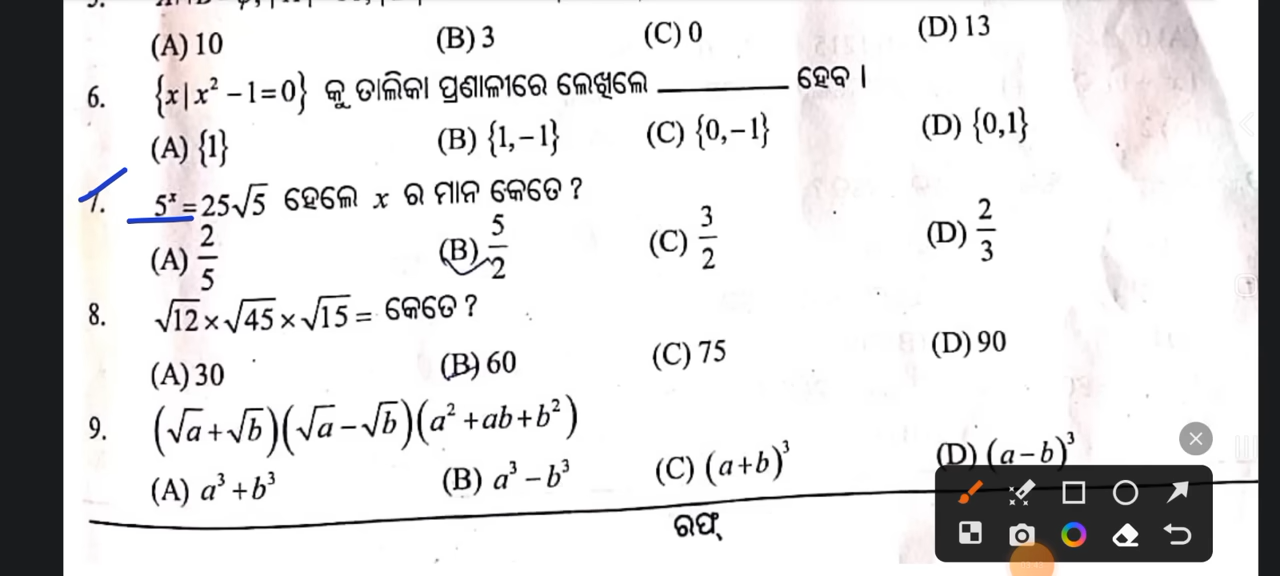 (A) 10 (B) 3 (C) 0 (D) 13
6. {x|x² −1=0} କୁ ତାଲିକା ପ୍ରଣାଳୀରେ ଲେଖିଲେ ________ ହେବ ।
(A) {1} (B) {1,−1} (C) {0,−1} (D) {0,1}
7. 5ˣ = 25√5 ହେଲେ x ର ମାନ କେତେ ?
(A) 2/5 (B) 5/2 (C) 3/2 (D) 2/3
8. √12 × √45 × √15 = କେତେ ?
(A) 30 (B) 60 (C) 75 (D) 90
9. (√a+√b)(√a−√b)(a² +ab+b²)
(A) a³ +b³ (B) a³ −b³ (C) (a+b)³ (D) (a−b)³
ରଫ୍